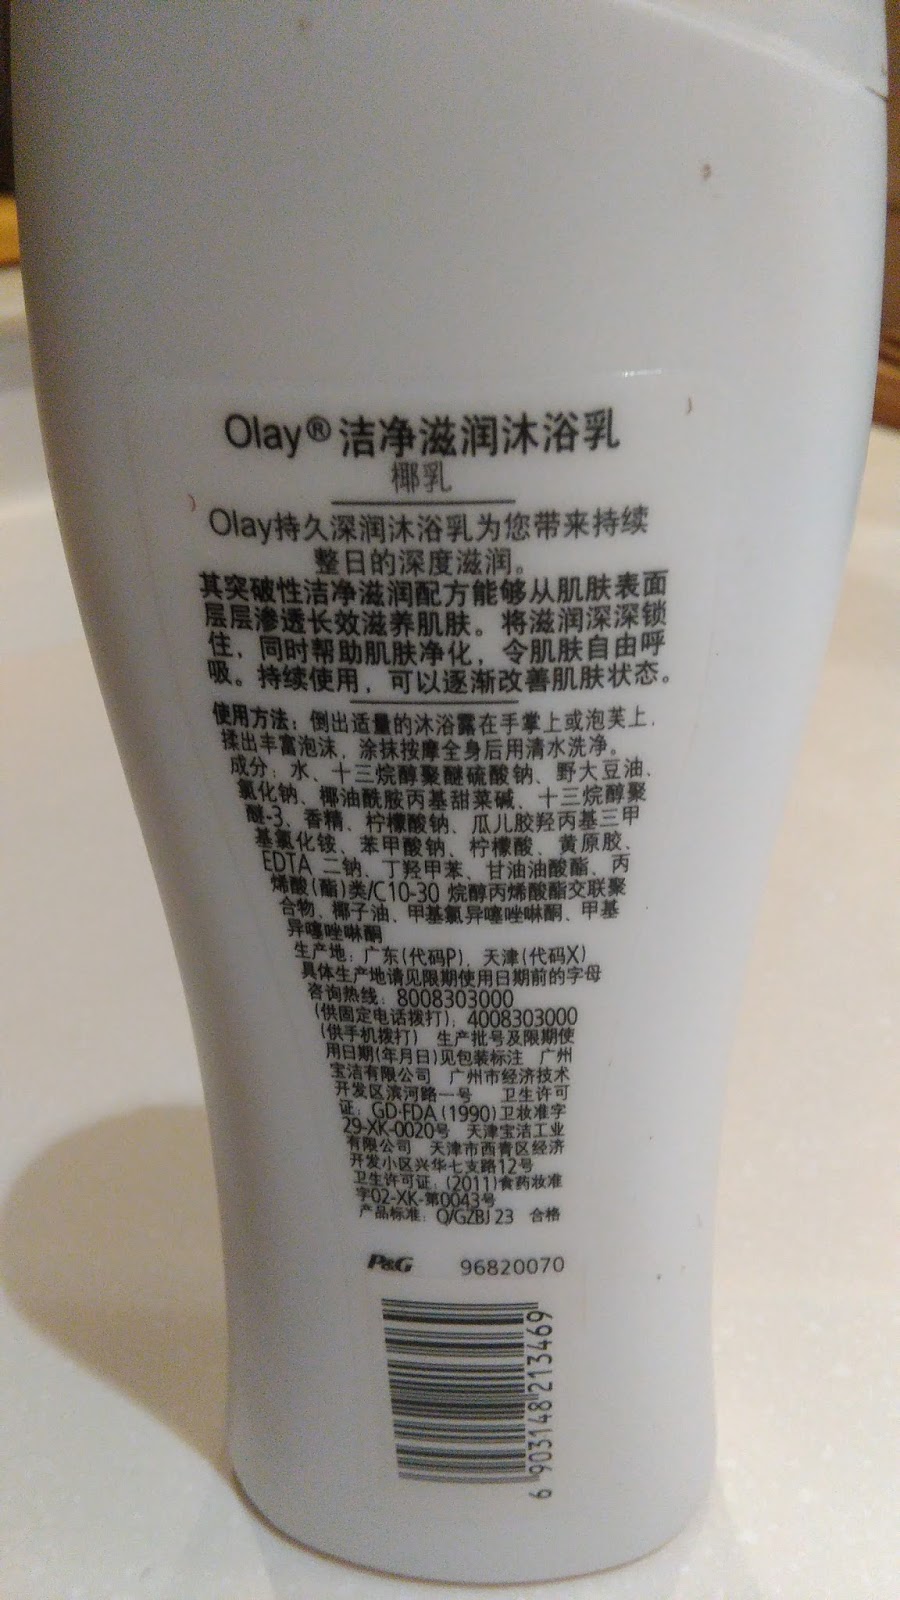 Olay®洁净滋润沐浴乳
椰乳
Olay持久深润沐浴乳为您带来持续
整日的深度滋润。
其突破性洁净滋润配方能够从肌肤表面
层层渗透长效滋养肌肤。将滋润深深锁
住，同时帮助肌肤净化，令肌肤自由呼
吸。持续使用，可以逐渐改善肌肤状态。
使用方法：倒出适量的沐浴露在手掌上或泡芙上，
揉出丰富泡沫，涂抹按摩全身后用清水洗净。
成分：水、十三烷醇聚醚硫酸钠、野大豆油、
氯化钠、椰油酰胺丙基甜菜碱、十三烷醇聚
醚-3、香精、柠檬酸钠、瓜儿胶羟丙基三甲
基氯化铵、苯甲酸钠、柠檬酸、黄原胶、
EDTA 二钠、丁羟甲苯、甘油油酸酯、丙
烯酸(酯)类/C10-30 烷醇丙烯酸酯交联聚
合物、椰子油、甲基氯异噻唑啉酮、甲基
异噻唑啉酮
生产地：广东(代码P)，天津(代码X)
具体生产地请见限期使用日期前的字母
咨询热线：8008303000
(供固定电话拨打)；4008303000
(供手机拨打) 生产批号及限期使
用日期(年月日)见包装标注 广州
宝洁有限公司 广州市经济技术
开发区滨河路一号 卫生许可
证：GD·FDA (1990)卫妆准字
29-XK-0020号 天津宝洁工业
有限公司 天津市西青区经济
开发小区兴华七支路12号
卫生许可证：(2011)食药妆准
字02-XK-第0043号
产品标准：Q/GZBJ 23 合格
P&G 96820070
6 903148 213469